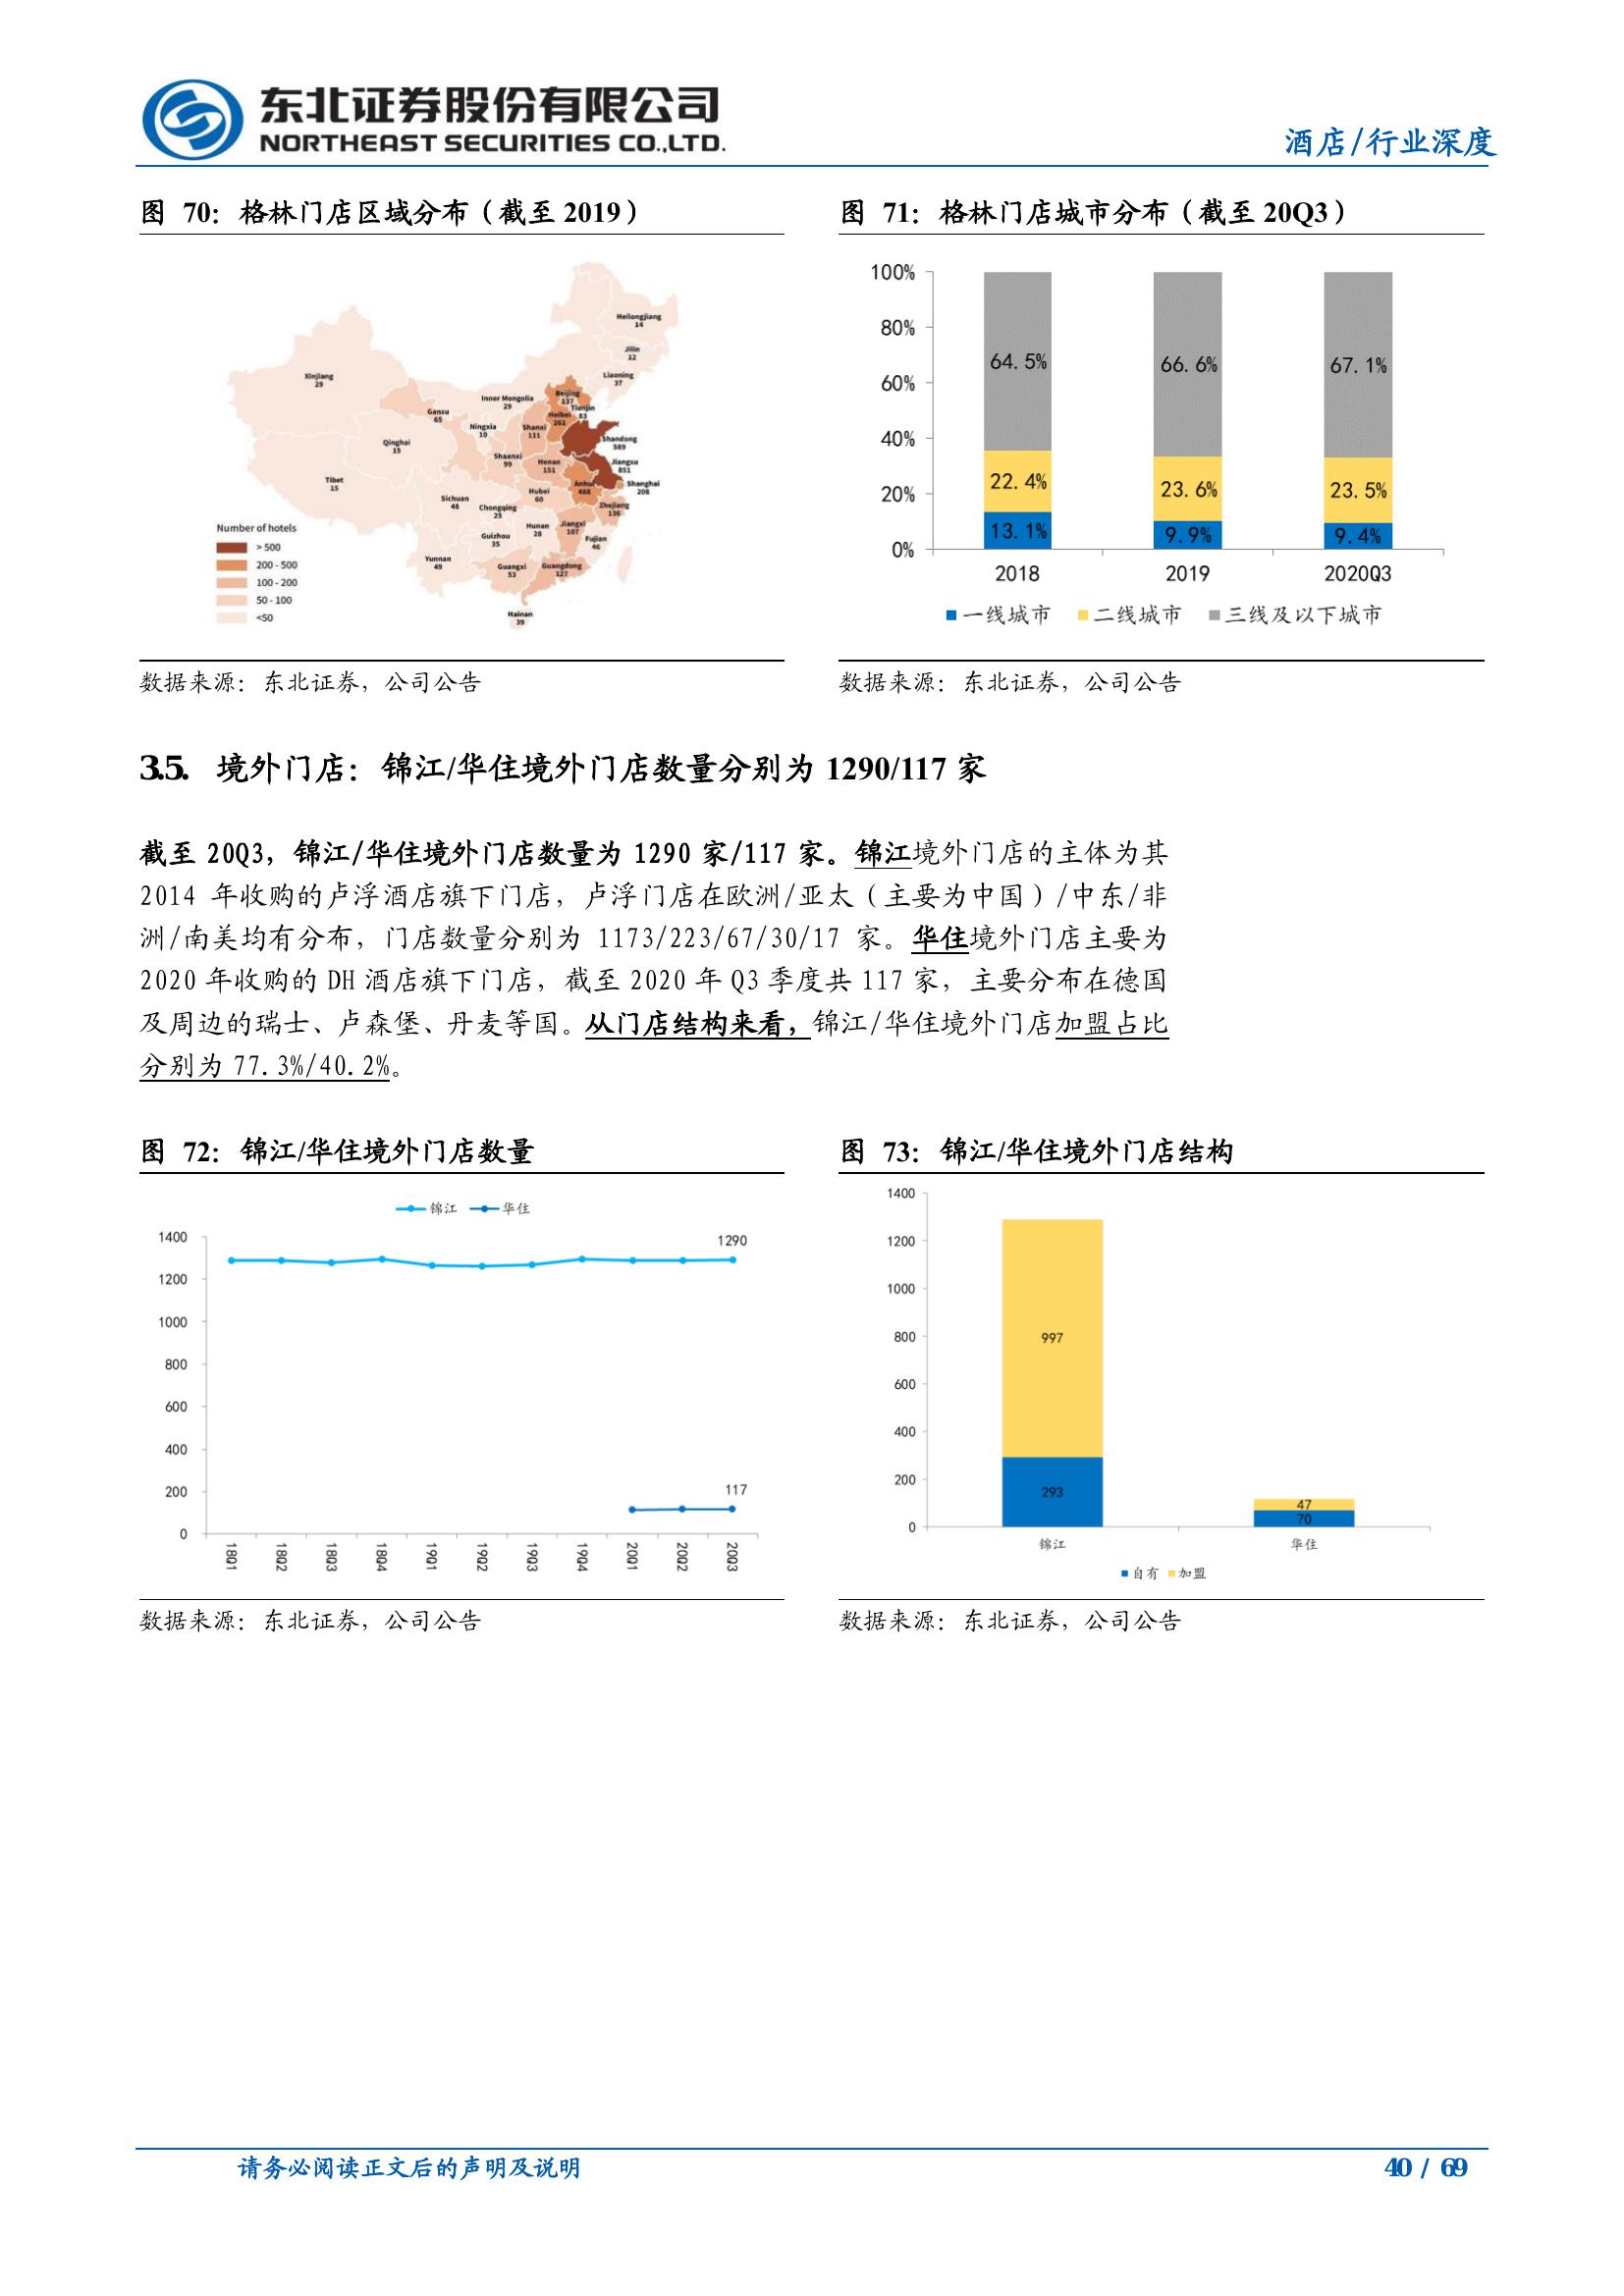 东北证券股份有限公司
NORTHEAST SECURITIES CO.,LTD.
酒店/行业深度
图 70：格林门店区域分布（截至 2019）
Heilongjiang
14
Jilin
12
Liaoning
37
Xinjiang
29
Inner Mongolia
29
Beijing
137
Tianjin
83
Heibei
261
Gansu
65
Ningxia
10
Shanxi
111
Shandong
589
Qinghai
15
Shaanxi
99
Henan
151
Jiangsu
851
Tibet
15
Anhui
488
Shanghai
208
Sichuan
48
Chongqing
25
Hubei
60
Zhejiang
136
Hunan
28
Jiangxi
107
Guizhou
35
Fujian
46
Yunnan
49
Guangxi
53
Guangdong
127
Hainan
39
Number of hotels
> 500
200 - 500
100 - 200
50 - 100
<50
数据来源：东北证券，公司公告
图 71：格林门店城市分布（截至 20Q3）
100%
80%
60%
40%
20%
0%
64.5%
66.6%
67.1%
22.4%
23.6%
23.5%
13.1%
9.9%
9.4%
2018
2019
2020Q3
一线城市 二线城市 三线及以下城市
数据来源：东北证券，公司公告
3.5. 境外门店：锦江/华住境外门店数量分别为 1290/117 家
截至 20Q3，锦江/华住境外门店数量为 1290 家/117 家。锦江境外门店的主体为其
2014 年收购的卢浮酒店旗下门店，卢浮门店在欧洲/亚太（主要为中国）/中东/非
洲/南美均有分布，门店数量分别为 1173/223/67/30/17 家。华住境外门店主要为
2020 年收购的 DH 酒店旗下门店，截至 2020 年 Q3 季度共 117 家，主要分布在德国
及周边的瑞士、卢森堡、丹麦等国。从门店结构来看，锦江/华住境外门店加盟占比
分别为 77.3%/40.2%。
图 72：锦江/华住境外门店数量
锦江 华住
1400
1200
1000
800
600
400
200
0
1290
117
18Q1
18Q2
18Q3
18Q4
19Q1
19Q2
19Q3
19Q4
20Q1
20Q2
20Q3
数据来源：东北证券，公司公告
图 73：锦江/华住境外门店结构
1400
1200
1000
800
600
400
200
0
997
293
47
70
锦江
华住
自有 加盟
数据来源：东北证券，公司公告
请务必阅读正文后的声明及说明
40 / 69